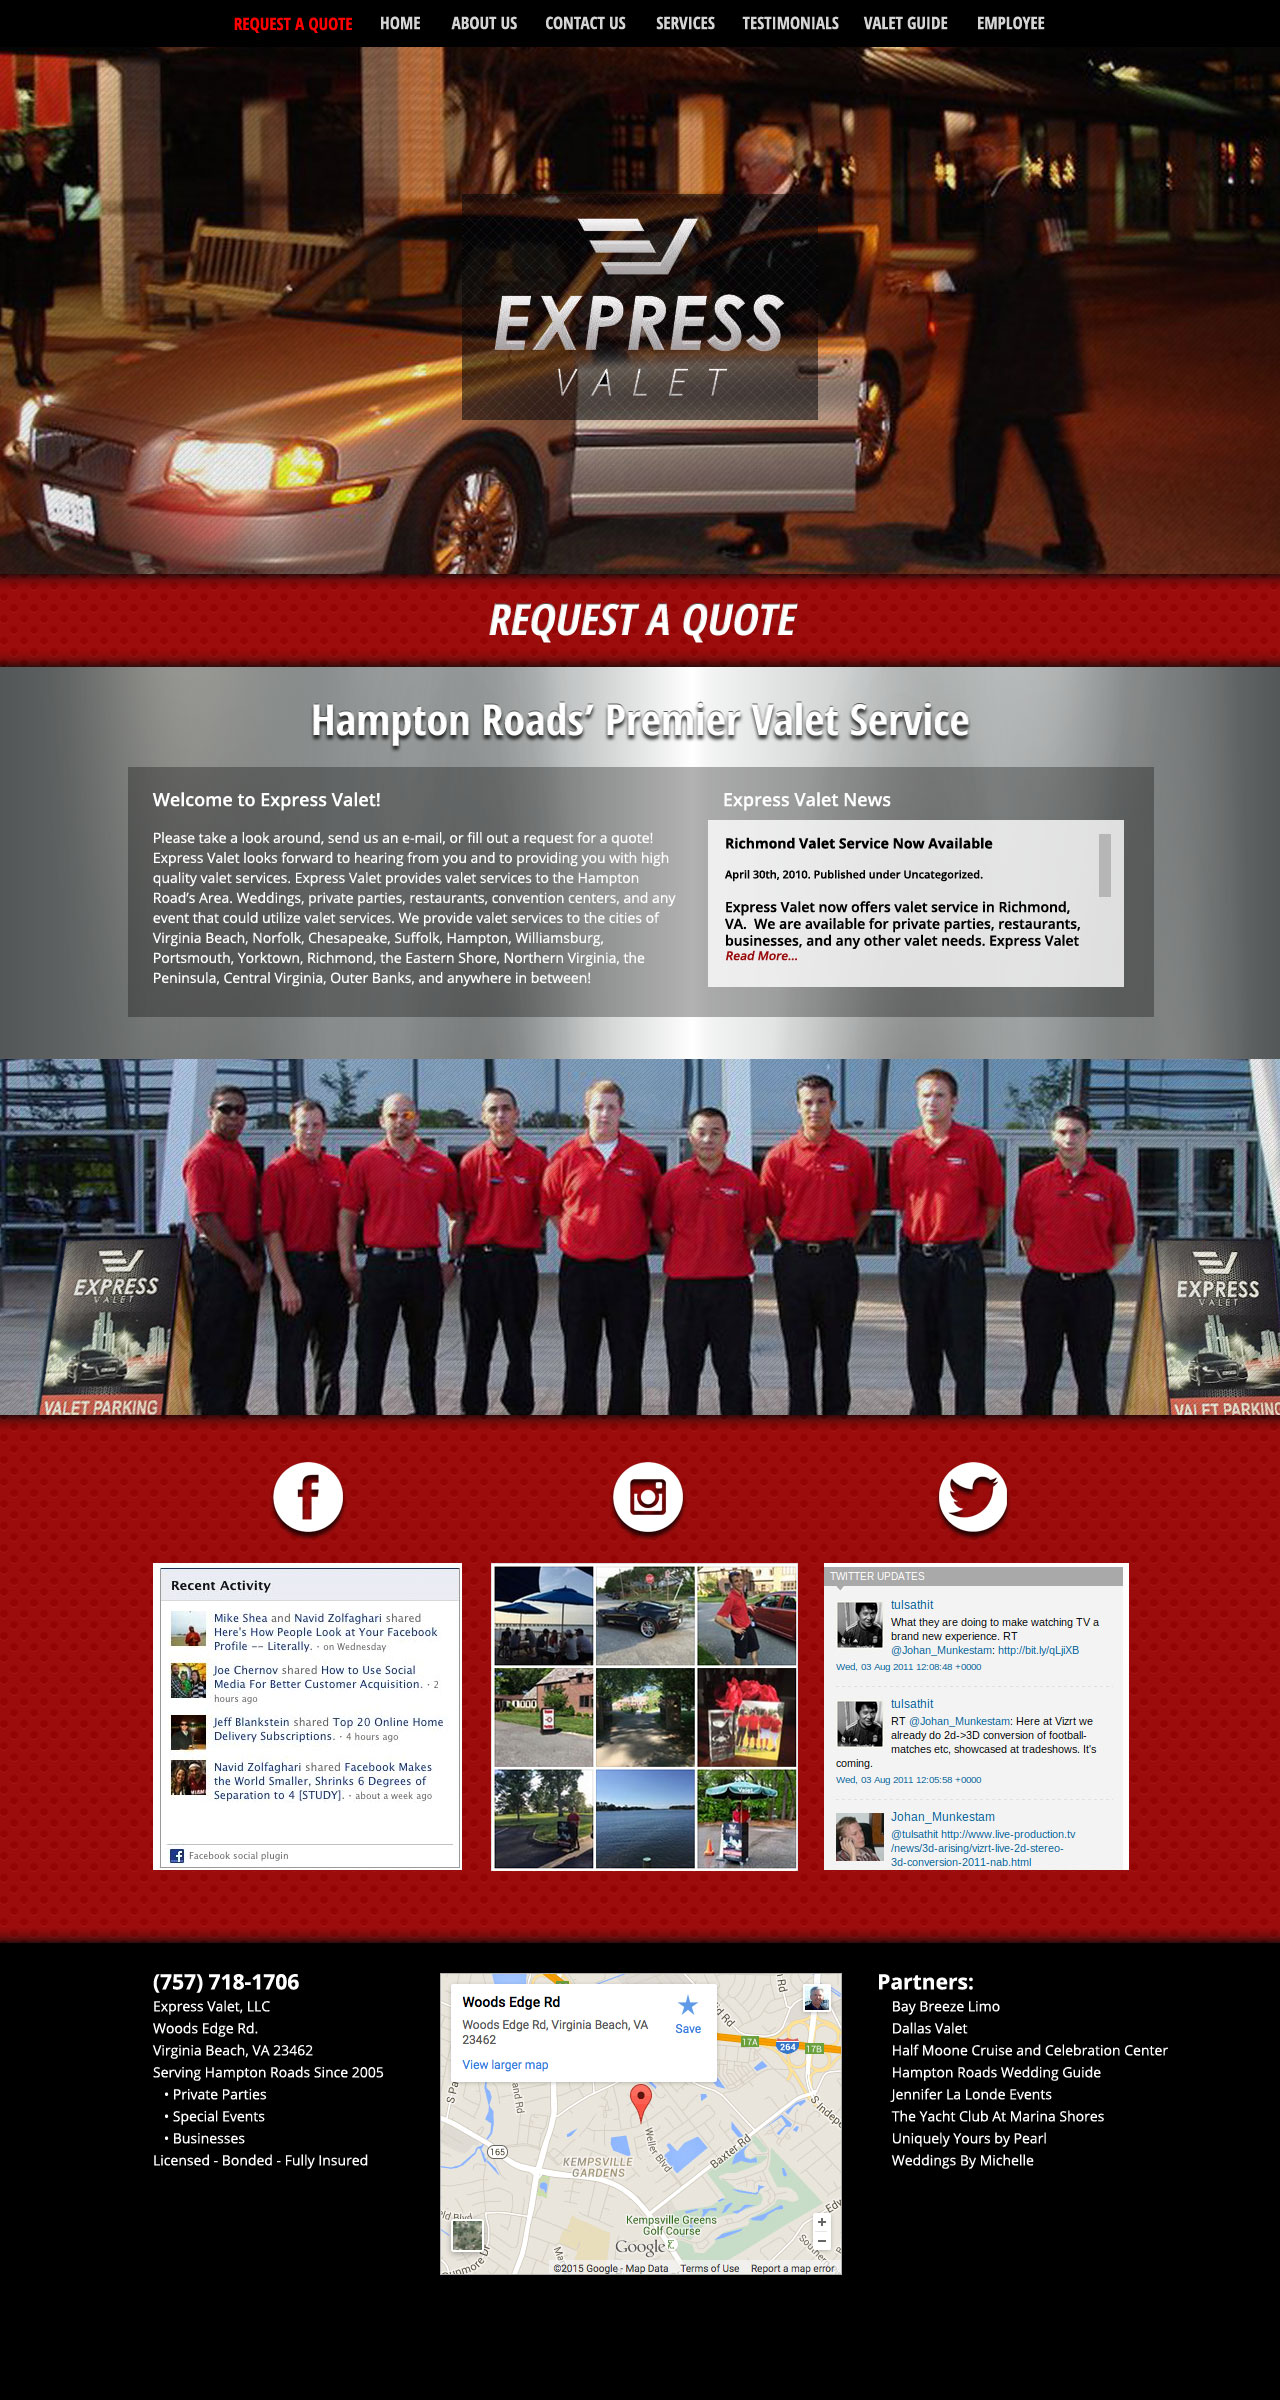 REQUEST A QUOTE HOME ABOUT US CONTACT US SERVICES TESTIMONIALS VALET GUIDE EMPLOYEE
EXPRESS
VALET
REQUEST A QUOTE
Hampton Roads’ Premier Valet Service
Welcome to Express Valet!
Please take a look around, send us an e-mail, or fill out a request for a quote!
Express Valet looks forward to hearing from you and to providing you with high
quality valet services. Express Valet provides valet services to the Hampton
Road’s Area. Weddings, private parties, restaurants, convention centers, and any
event that could utilize valet services. We provide valet services to the cities of
Virginia Beach, Norfolk, Chesapeake, Suffolk, Hampton, Williamsburg,
Portsmouth, Yorktown, Richmond, the Eastern Shore, Northern Virginia, the
Peninsula, Central Virginia, Outer Banks, and anywhere in between!
Express Valet News
Richmond Valet Service Now Available
April 30th, 2010. Published under Uncategorized.
Express Valet now offers valet service in Richmond,
VA. We are available for private parties, restaurants,
businesses, and any other valet needs. Express Valet
Read More...
EXPRESS
VALET
VALET PARKING
EXPRESS
VALET
VALET PARKING
Recent Activity
Mike Shea and Navid Zolfaghari shared
Here's How People Look at Your Facebook
Profile -- Literally. · on Wednesday
Joe Chernov shared How to Use Social
Media For Better Customer Acquisition. · 2
hours ago
Jeff Blankstein shared Top 20 Online Home
Delivery Subscriptions. · 4 hours ago
Navid Zolfaghari shared Facebook Makes
the World Smaller, Shrinks 6 Degrees of
Separation to 4 [STUDY]. · about a week ago
Facebook social plugin
TWITTER UPDATES
tulsathit
What they are doing to make watching TV a
brand new experience. RT
@Johan_Munkestam: http://bit.ly/qLjiXB
Wed, 03 Aug 2011 12:08:48 +0000
tulsathit
RT @Johan_Munkestam: Here at Vizrt we
already do 2d->3D conversion of football-
matches etc, showcased at tradeshows. It's
coming.
Wed, 03 Aug 2011 12:05:58 +0000
Johan_Munkestam
@tulsathit http://www.live-production.tv
/news/3d-arising/vizrt-live-2d-stereo-
3d-conversion-2011-nab.html
(757) 718-1706
Express Valet, LLC
Woods Edge Rd.
Virginia Beach, VA 23462
Serving Hampton Roads Since 2005
• Private Parties
• Special Events
• Businesses
Licensed - Bonded - Fully Insured
Woods Edge Rd
Woods Edge Rd, Virginia Beach, VA
23462
View larger map
Save
17A
264
17B
165
Weller Blvd
Baxter Rd
KEMPSVILLE
GARDENS
Kempsville Greens
Golf Course
Google
+
−
©2015 Google - Map Data Terms of Use Report a map error
Partners:
Bay Breeze Limo
Dallas Valet
Half Moone Cruise and Celebration Center
Hampton Roads Wedding Guide
Jennifer La Londe Events
The Yacht Club At Marina Shores
Uniquely Yours by Pearl
Weddings By Michelle